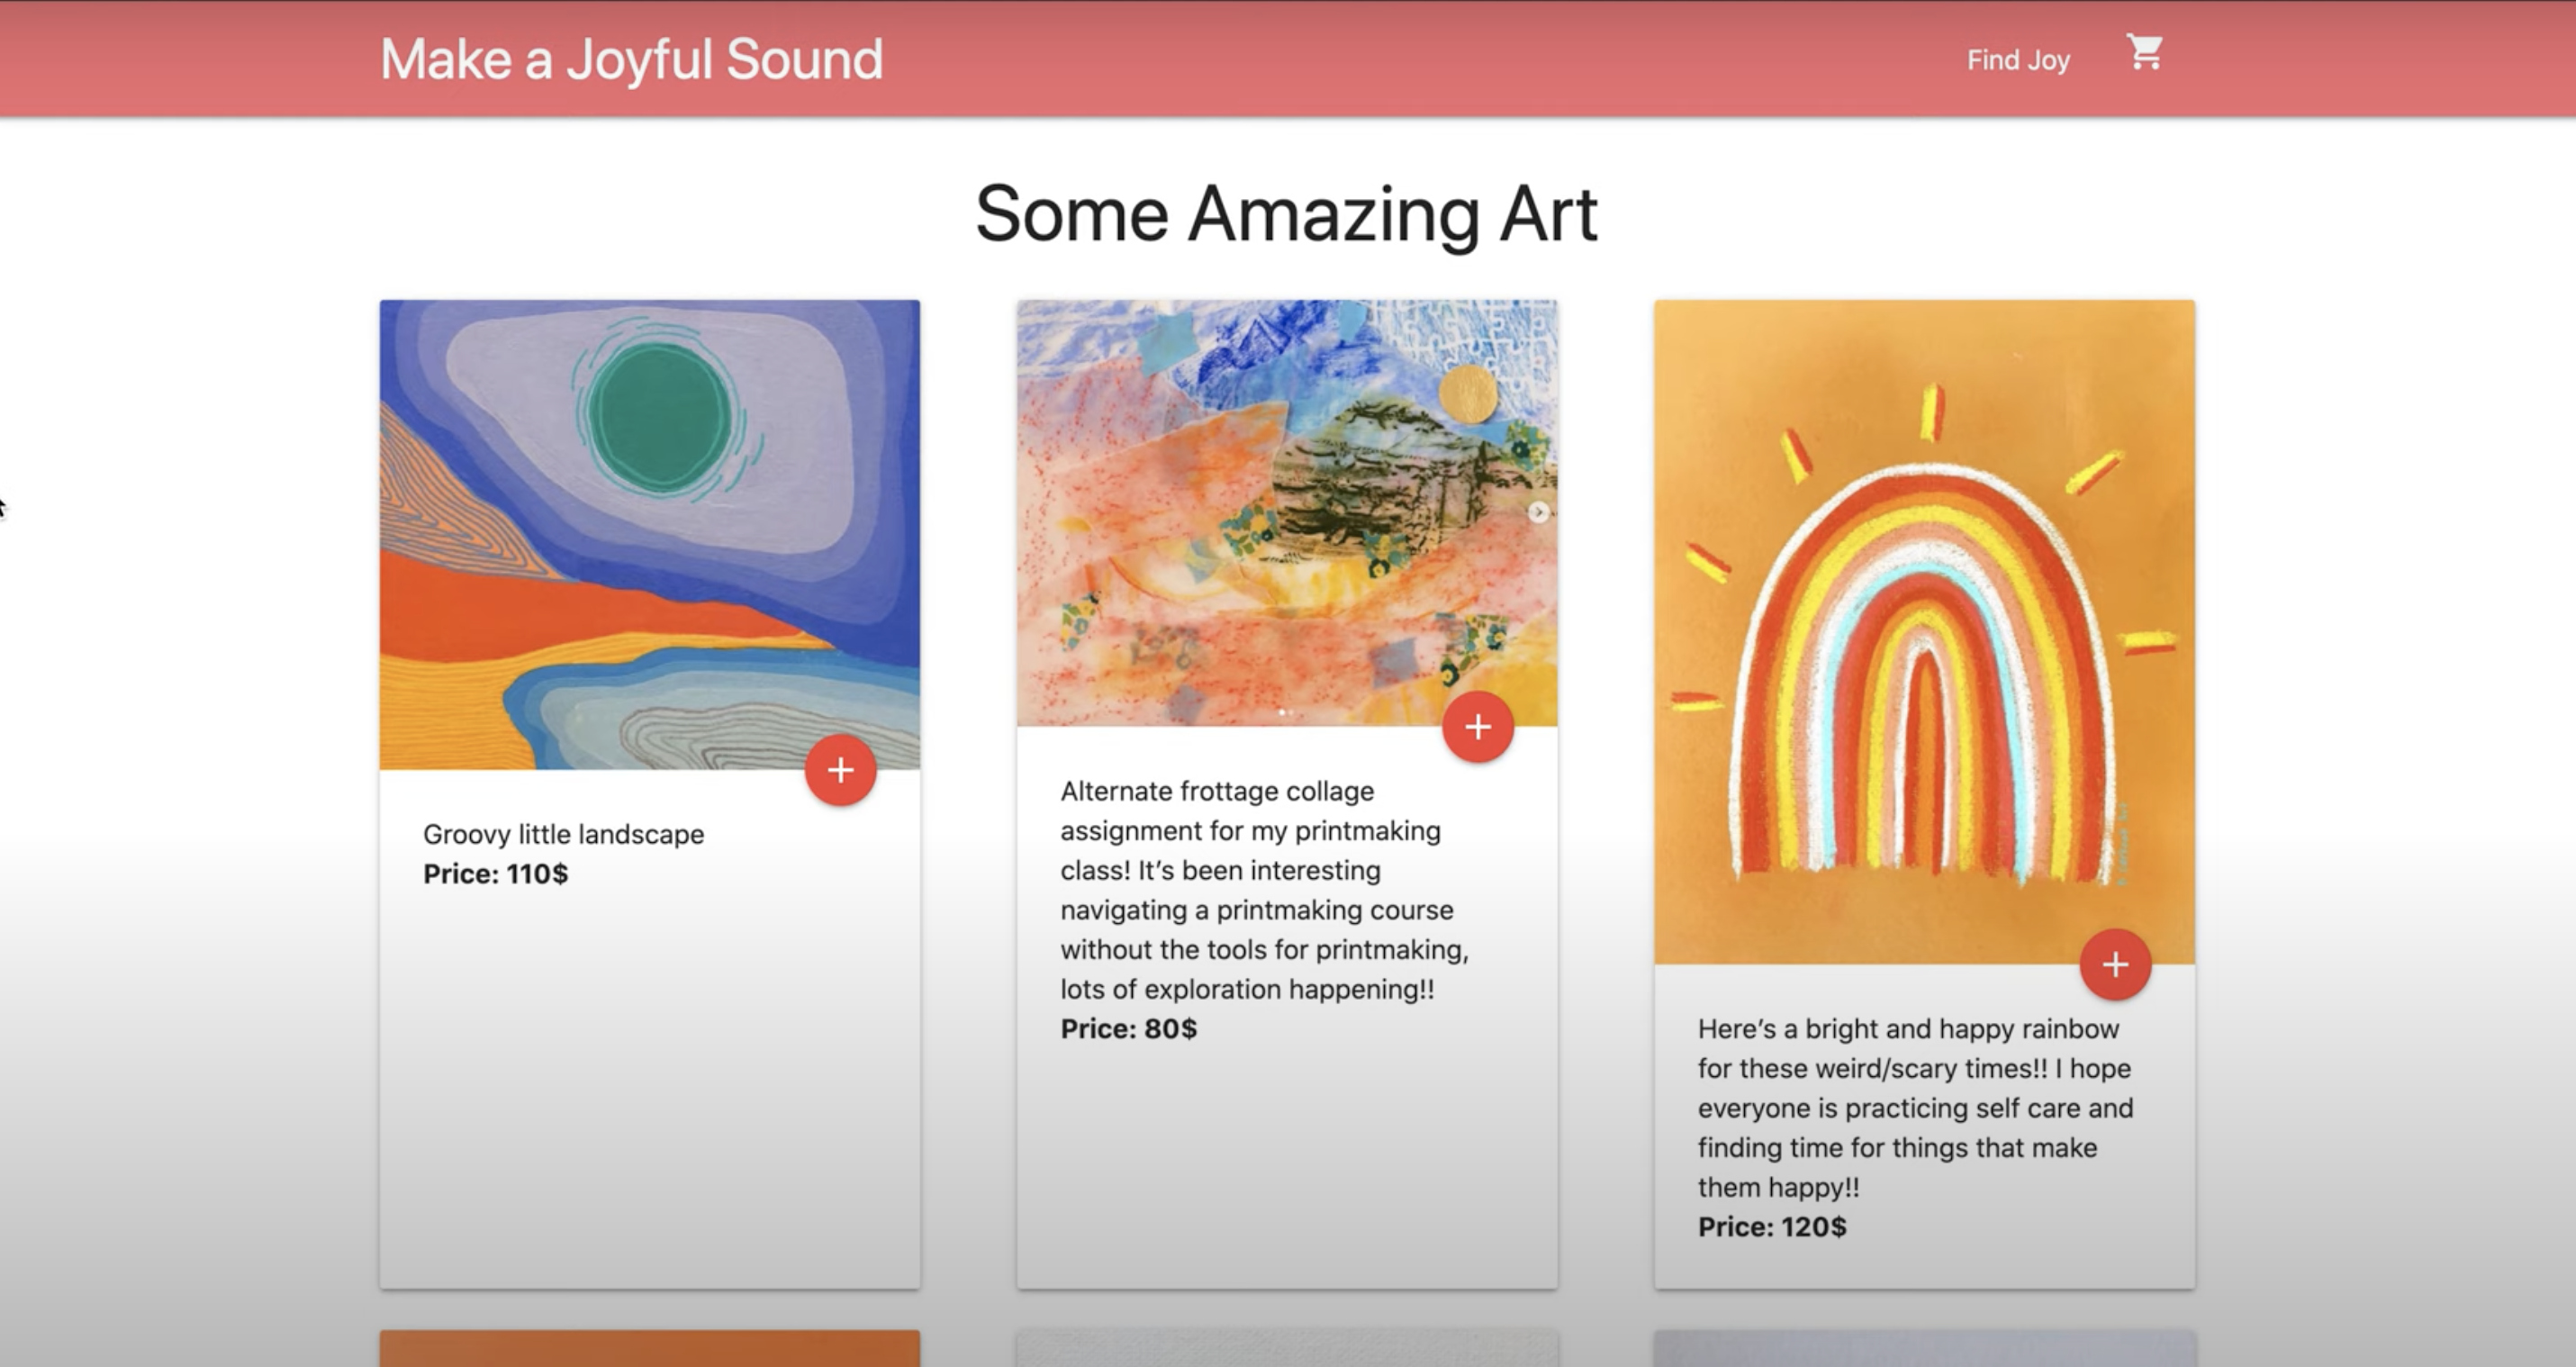 Make a Joyful Sound
Find Joy
Some Amazing Art
Groovy little landscape
Price: 110$
Alternate frottage collage
assignment for my printmaking
class! It’s been interesting
navigating a printmaking course
without the tools for printmaking,
lots of exploration happening!!
Price: 80$
Here’s a bright and happy rainbow
for these weird/scary times!! I hope
everyone is practicing self care and
finding time for things that make
them happy!!
Price: 120$